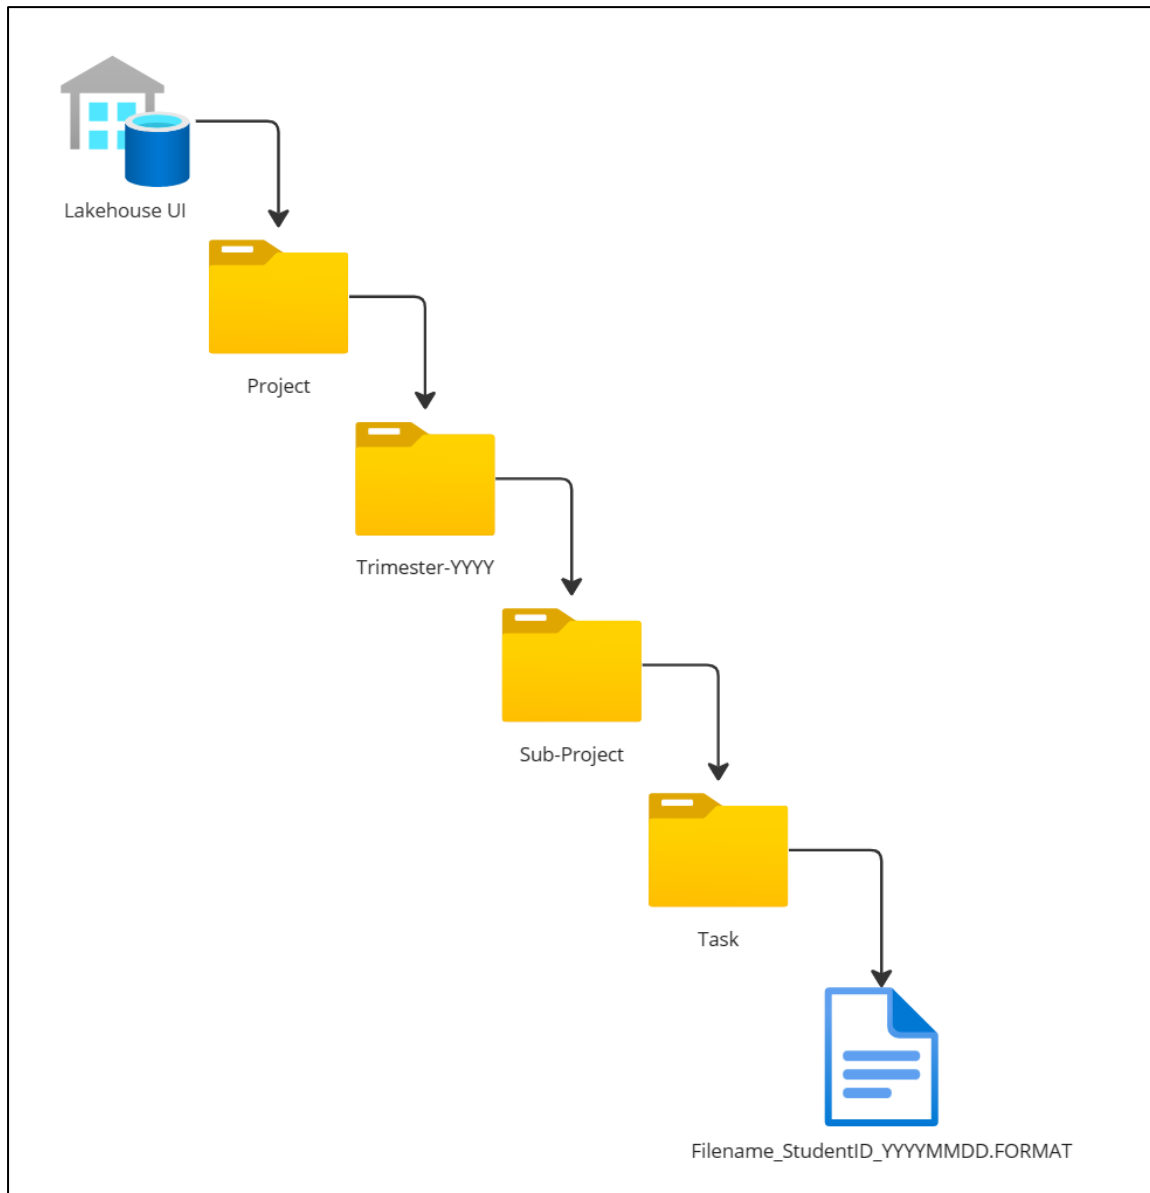 Lakehouse UI
Project
Trimester-YYYY
Sub-Project
Task
Filename_StudentID_YYYYMMDD.FORMAT